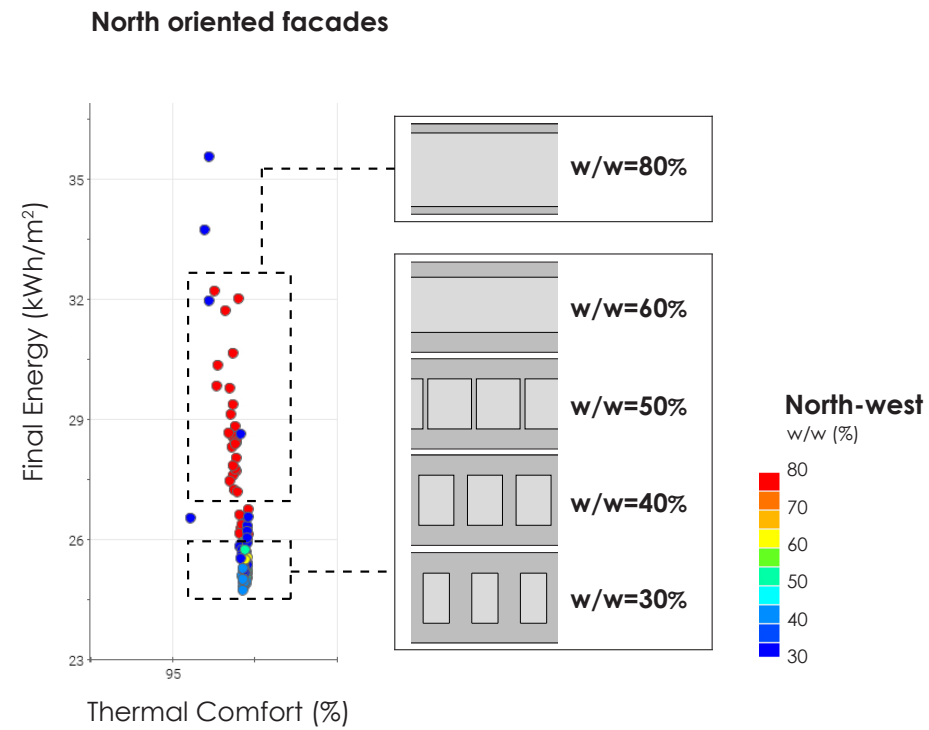 North oriented facades
Final Energy (kWh/m²)
35
32
29
26
23
95
Thermal Comfort (%)
w/w=80%
w/w=60%
w/w=50%
w/w=40%
w/w=30%
North-west
w/w (%)
80
70
60
50
40
30